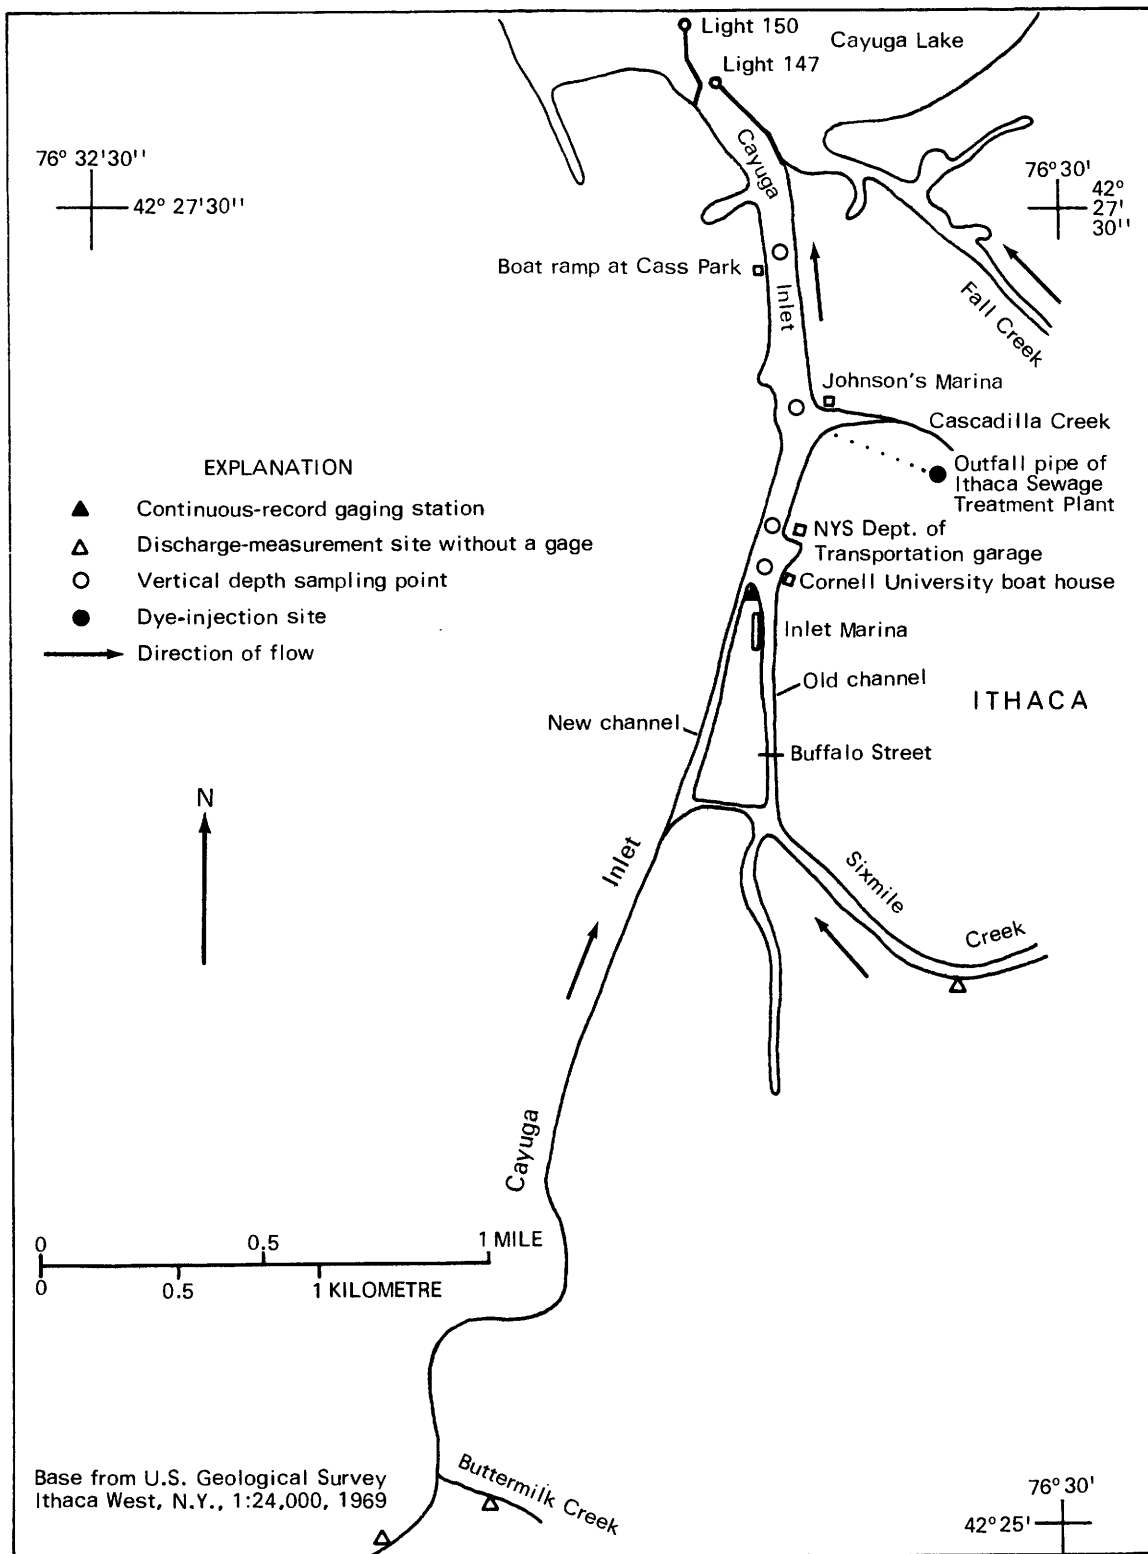 Light 150
Cayuga Lake
Light 147
Cayuga
76° 32'30''
42° 27'30''
76° 30'
42°
27'
30''
Boat ramp at Cass Park
Inlet
Fall Creek
Johnson's Marina
Cascadilla Creek
Outfall pipe of
Ithaca Sewage
Treatment Plant
EXPLANATION
Continuous-record gaging station
Discharge-measurement site without a gage
Vertical depth sampling point
Dye-injection site
Direction of flow
NYS Dept. of
Transportation garage
Cornell University boat house
Inlet Marina
Old channel
ITHACA
New channel
Buffalo Street
N
Inlet
Sixmile
Creek
Cayuga
0 0.5 1 MILE
0 0.5 1 KILOMETRE
Base from U.S. Geological Survey
Ithaca West, N.Y., 1:24,000, 1969
Buttermilk Creek
76° 30'
42° 25'